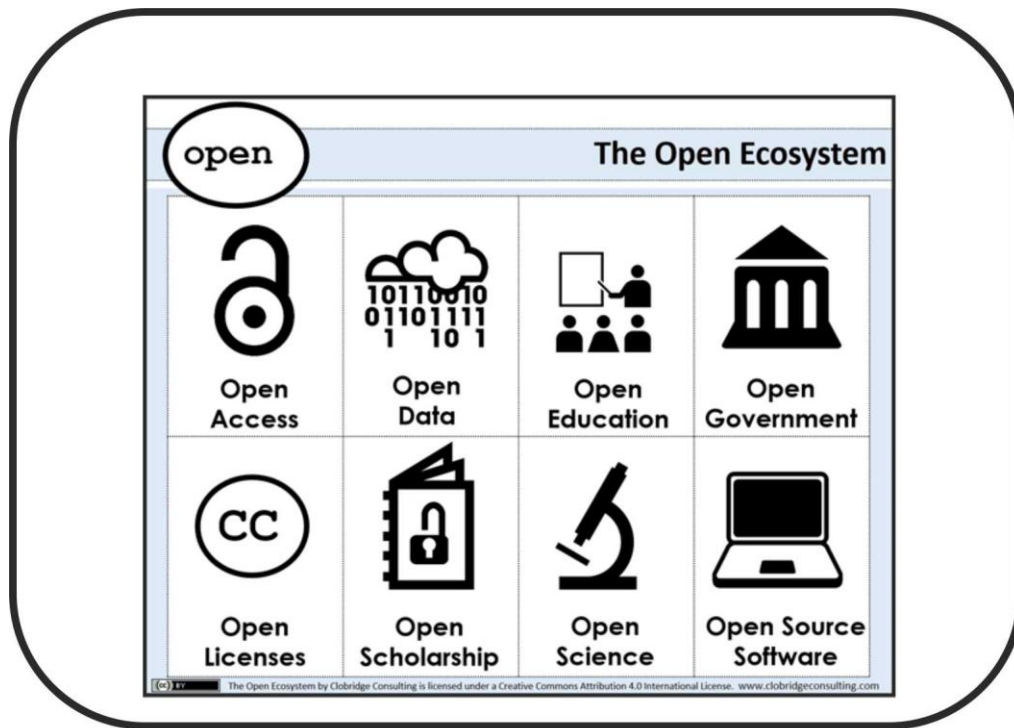 open
The Open Ecosystem
10110010
01101111
1 10 1
Open
Access
Open
Data
Open
Education
Open
Government
CC
Open
Licenses
Open
Scholarship
Open
Science
Open Source
Software
cc BY The Open Ecosystem by Clobridge Consulting is licensed under a Creative Commons Attribution 4.0 International License. www.clobridgeconsulting.com